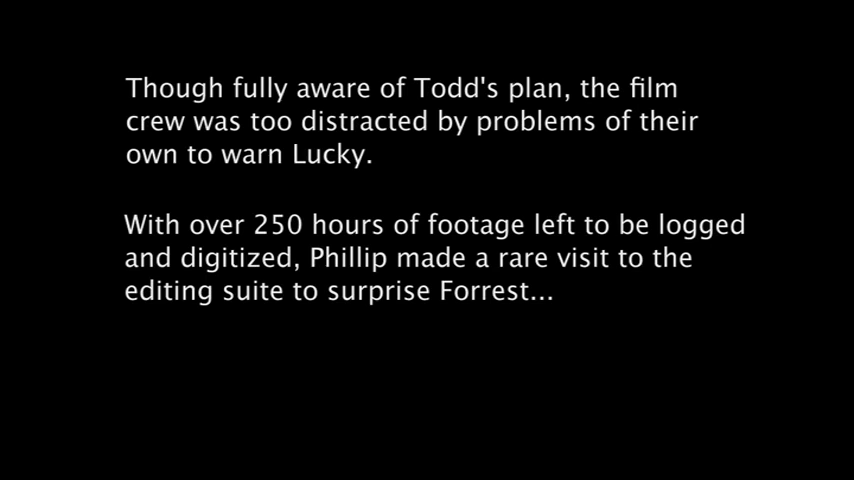 Though fully aware of Todd's plan, the film
crew was too distracted by problems of their
own to warn Lucky.
With over 250 hours of footage left to be logged
and digitized, Phillip made a rare visit to the
editing suite to surprise Forrest...